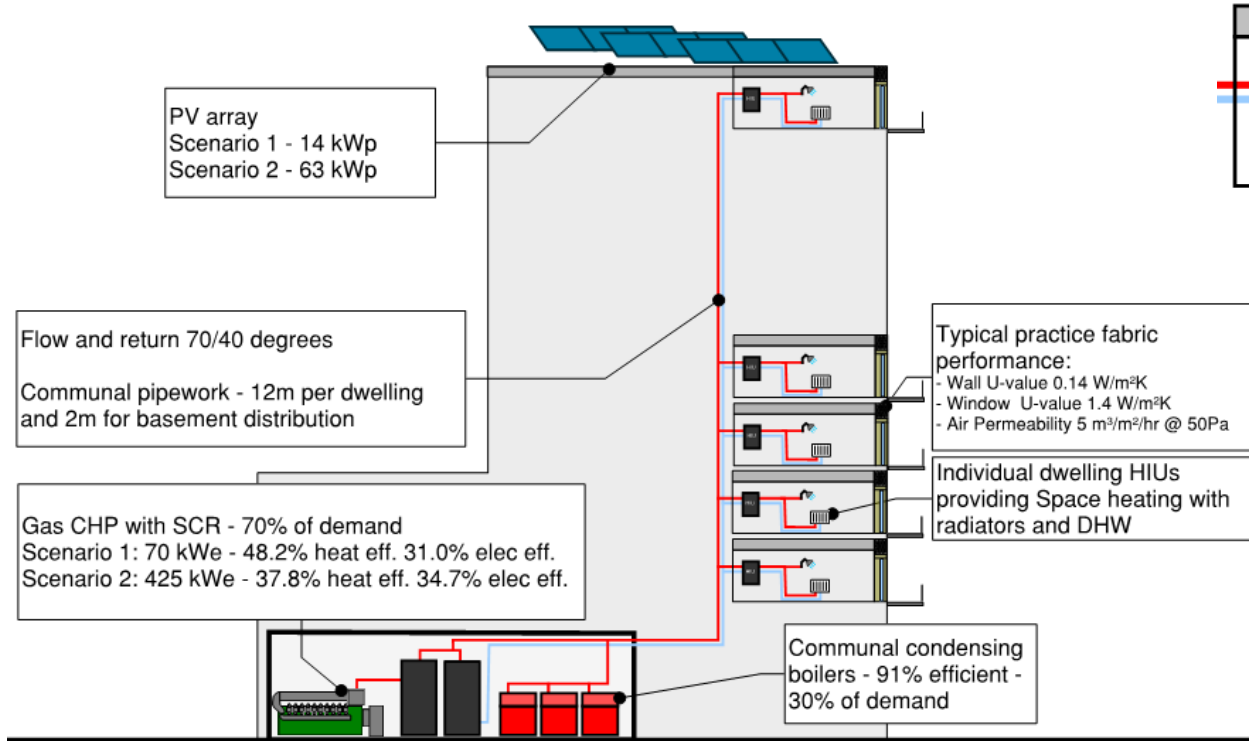 PV array
Scenario 1 - 14 kWp
Scenario 2 - 63 kWp
Flow and return 70/40 degrees
Communal pipework - 12m per dwelling
and 2m for basement distribution
Typical practice fabric
performance:
- Wall U-value 0.14 W/m²K
- Window U-value 1.4 W/m²K
- Air Permeability 5 m³/m²/hr @ 50Pa
Individual dwelling HIUs
providing Space heating with
radiators and DHW
Gas CHP with SCR - 70% of demand
Scenario 1: 70 kWe - 48.2% heat eff. 31.0% elec eff.
Scenario 2: 425 kWe - 37.8% heat eff. 34.7% elec eff.
Communal condensing
boilers - 91% efficient -
30% of demand